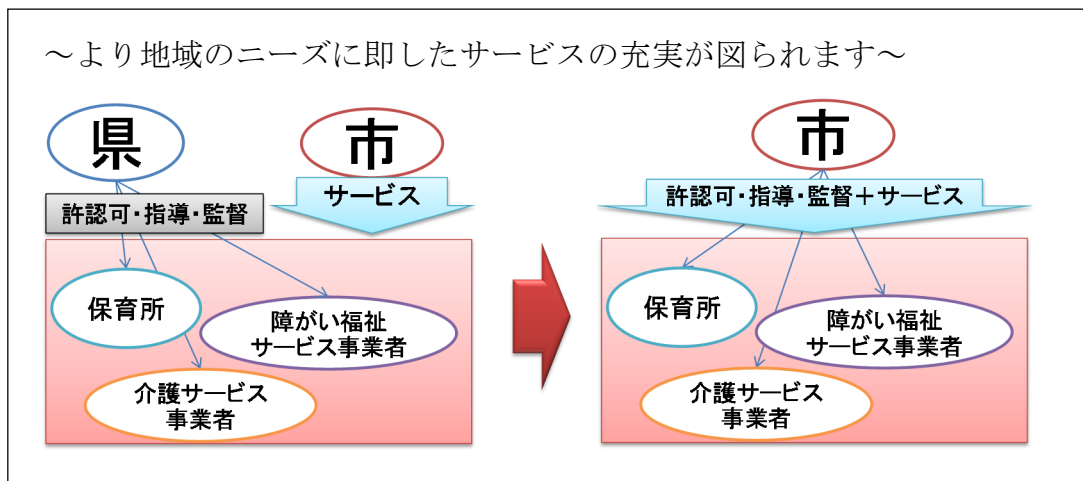 ～より地域のニーズに即したサービスの充実が図られます～
県
市
許認可・指導・監督
サービス
保育所
障がい福祉
サービス事業者
介護サービス
事業者
市
許認可・指導・監督＋サービス
保育所
障がい福祉
サービス事業者
介護サービス
事業者